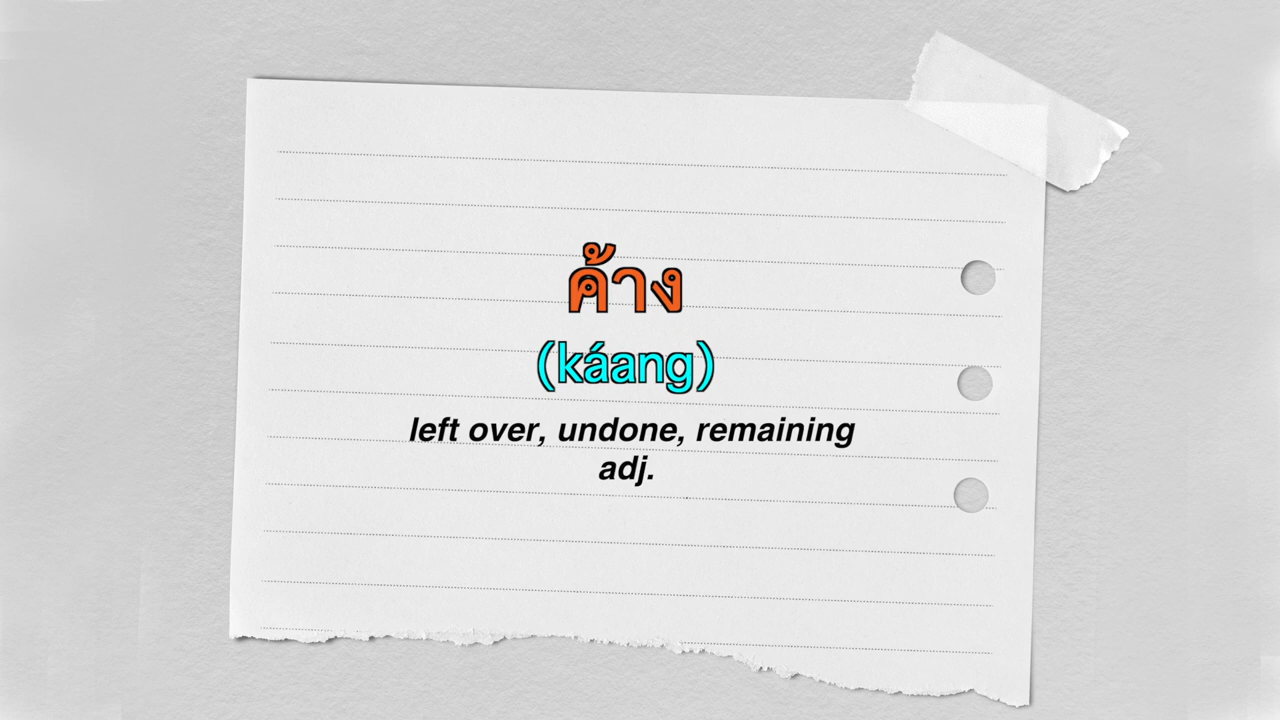 ค้าง
(káang)
left over, undone, remaining
adj.